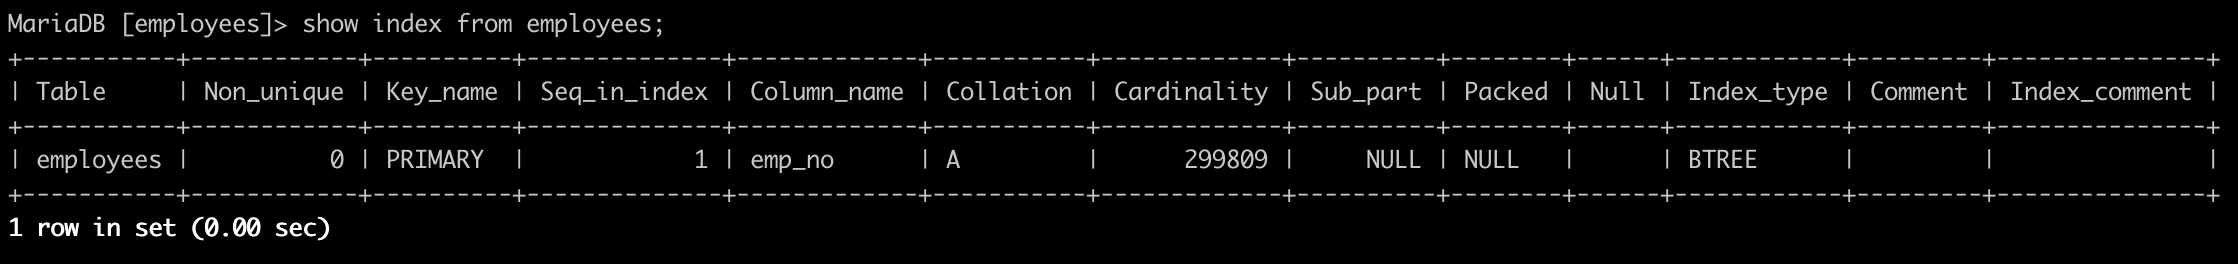 MariaDB [employees]> show index from employees;
+-----------+------------+----------+--------------+-------------+-----------+-------------+----------+--------+------+------------+---------+---------------+
| Table     | Non_unique | Key_name | Seq_in_index | Column_name | Collation | Cardinality | Sub_part | Packed | Null | Index_type | Comment | Index_comment |
+-----------+------------+----------+--------------+-------------+-----------+-------------+----------+--------+------+------------+---------+---------------+
| employees |          0 | PRIMARY  |            1 | emp_no      | A         |      299809 |     NULL | NULL   |      | BTREE      |         |               |
+-----------+------------+----------+--------------+-------------+-----------+-------------+----------+--------+------+------------+---------+---------------+
1 row in set (0.00 sec)